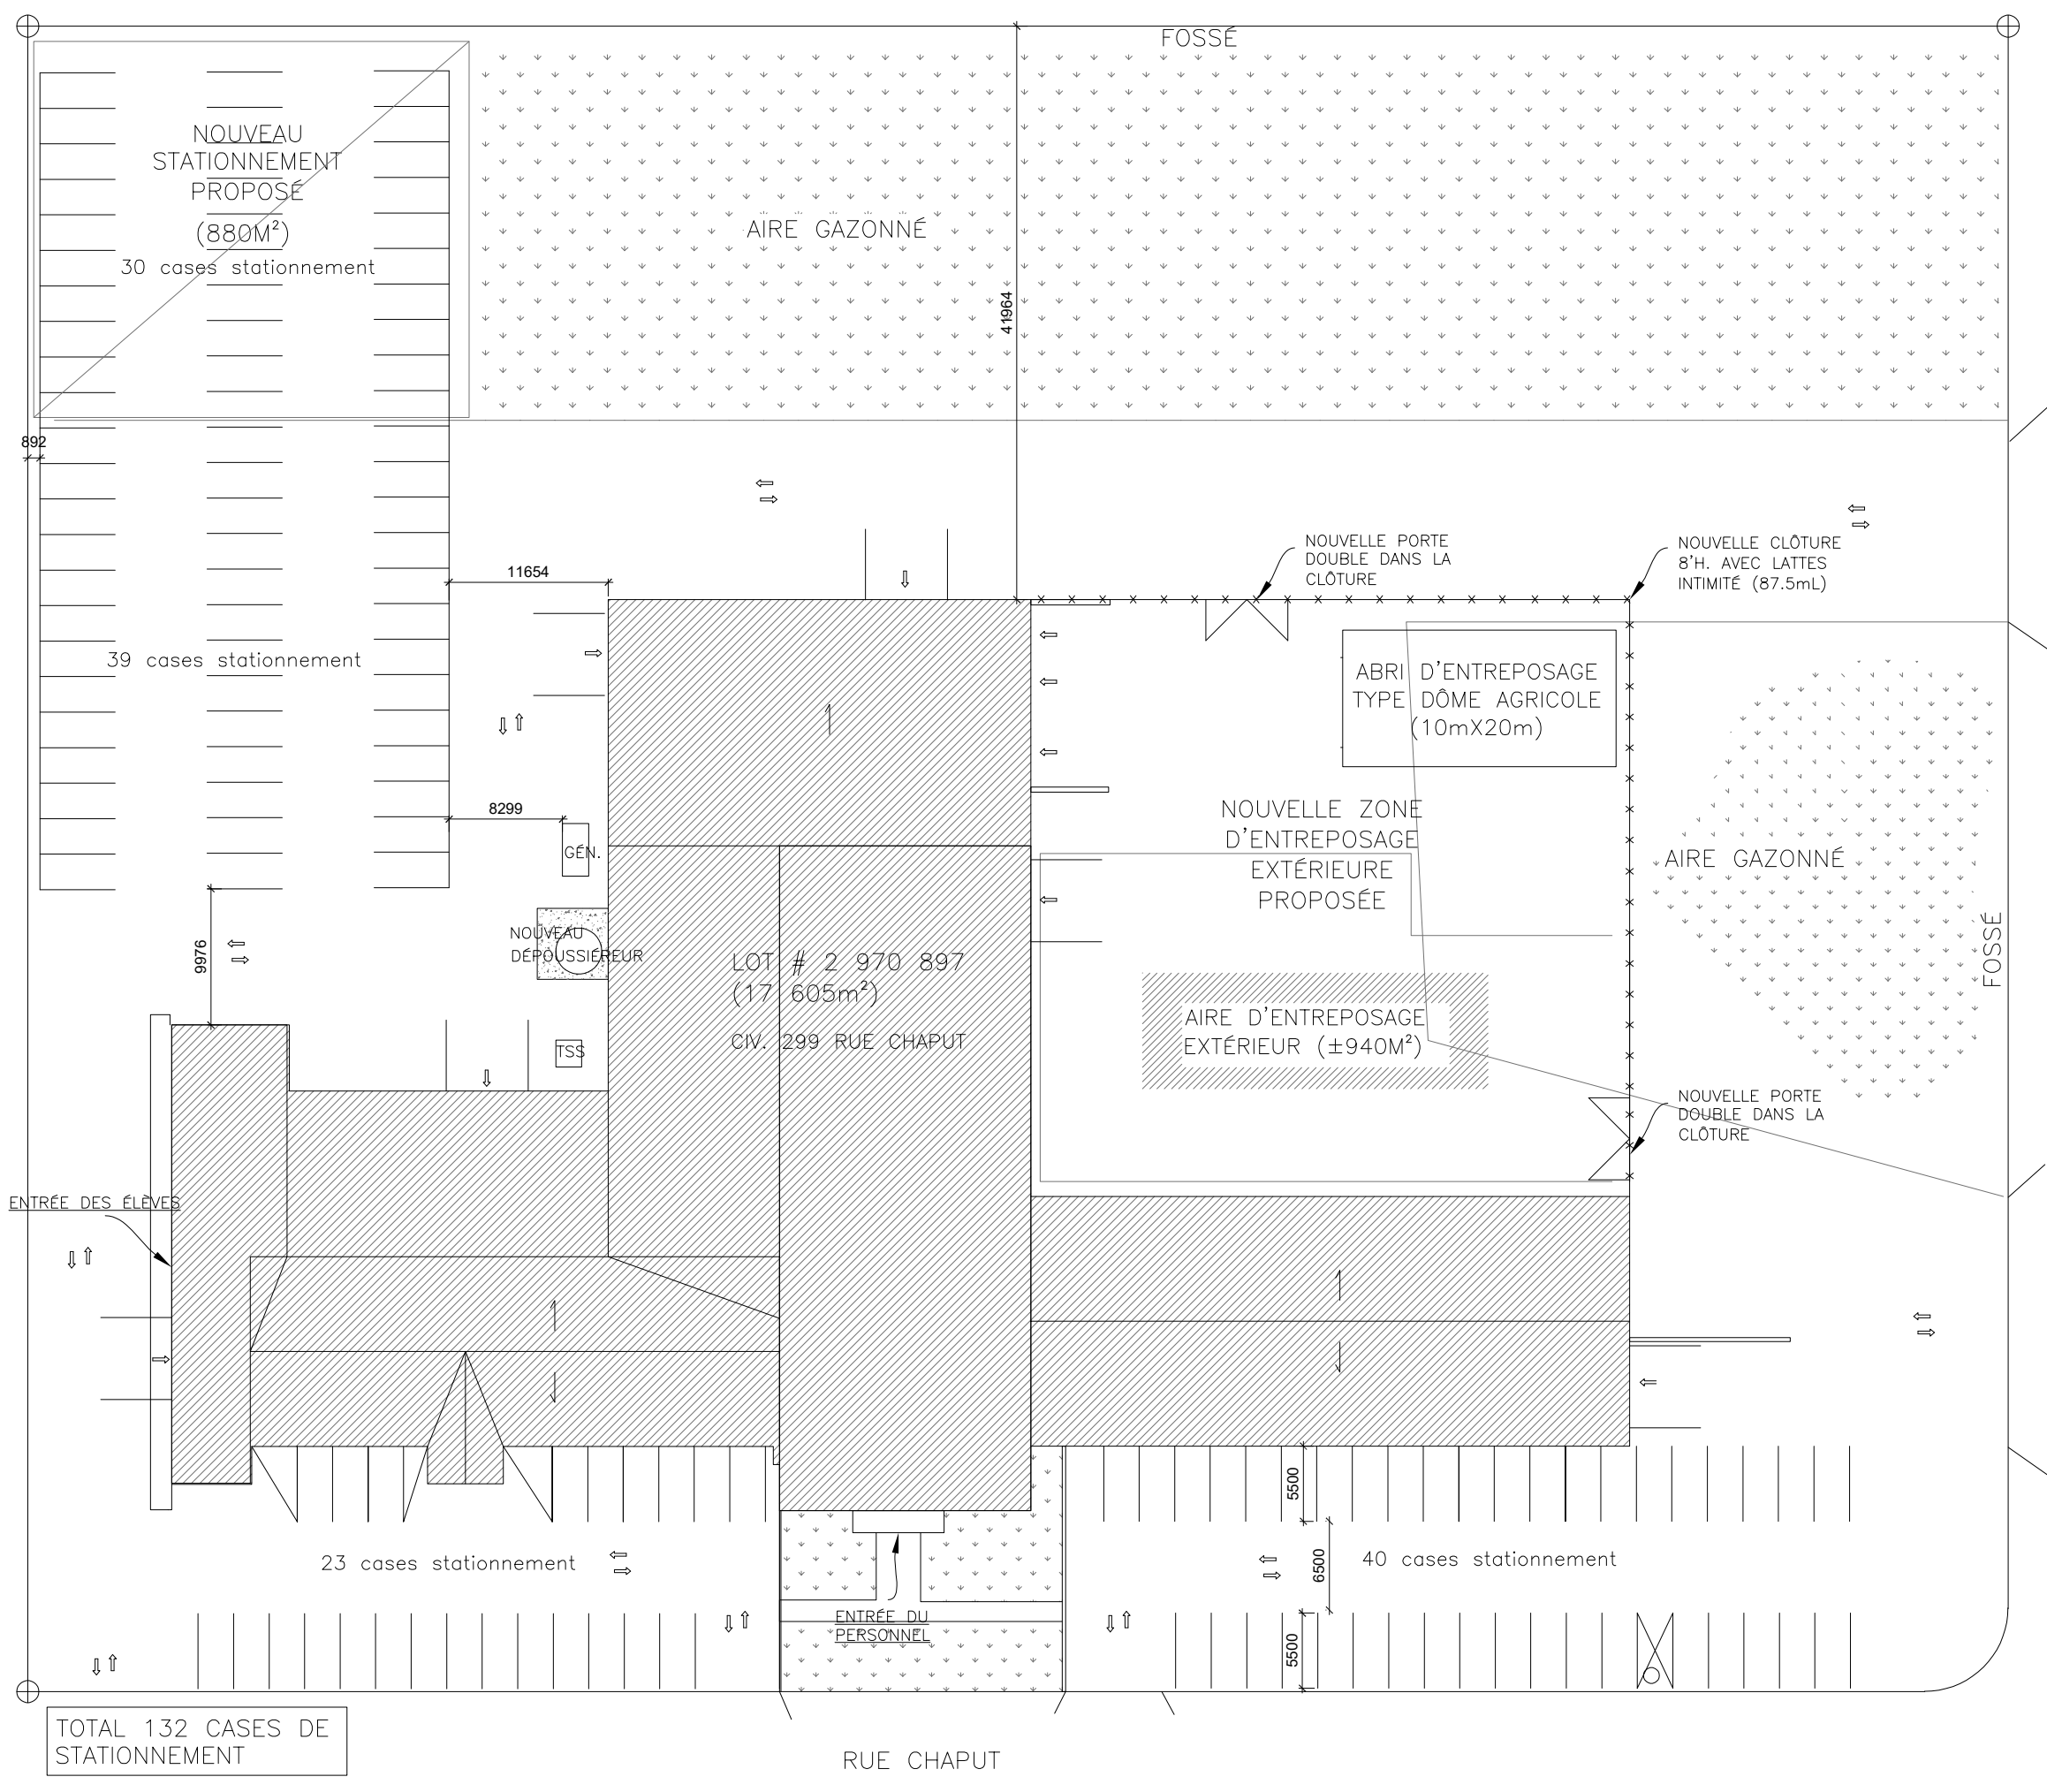 FOSSÉ
NOUVEAU
STATIONNEMENT
PROPOSÉ
(880M²)
30 cases stationnement
AIRE GAZONNÉ
41964
892
11654
NOUVELLE PORTE
DOUBLE DANS LA
CLÔTURE
NOUVELLE CLÔTURE
8'H. AVEC LATTES
INTIMITÉ (87.5mL)
39 cases stationnement
ABRI D'ENTREPOSAGE
TYPE DÔME AGRICOLE
(10mX20m)
8299
GÉN.
NOUVELLE ZONE
D'ENTREPOSAGE
EXTÉRIEURE
PROPOSÉE
AIRE GAZONNÉ
FOSSÉ
9976
NOUVEAU
DÉPOUSSIÉREUR
LOT # 2 970 897
(17 605m²)
CIV. 299 RUE CHAPUT
TSS
AIRE D'ENTREPOSAGE
EXTÉRIEUR (±940M²)
NOUVELLE PORTE
DOUBLE DANS LA
CLÔTURE
ENTRÉE DES ÉLÈVES
5500
23 cases stationnement
6500
40 cases stationnement
ENTRÉE DU
PERSONNEL
5500
TOTAL 132 CASES DE
STATIONNEMENT
RUE CHAPUT